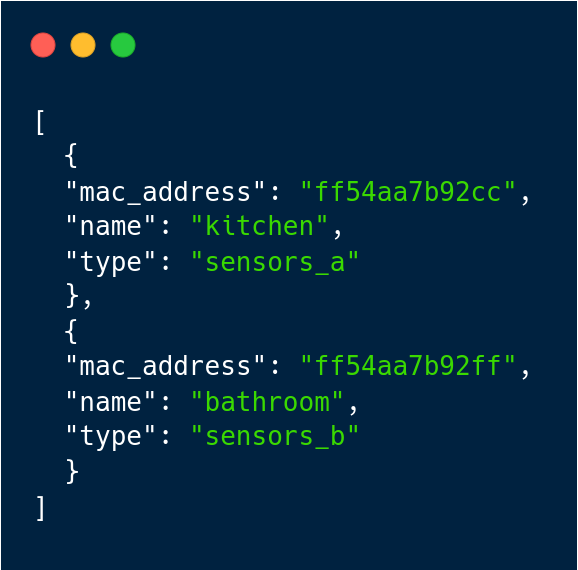 [
  {
  "mac_address": "ff54aa7b92cc",
  "name": "kitchen",
  "type": "sensors_a"
  },
  {
  "mac_address": "ff54aa7b92ff",
  "name": "bathroom",
  "type": "sensors_b"
  }
]